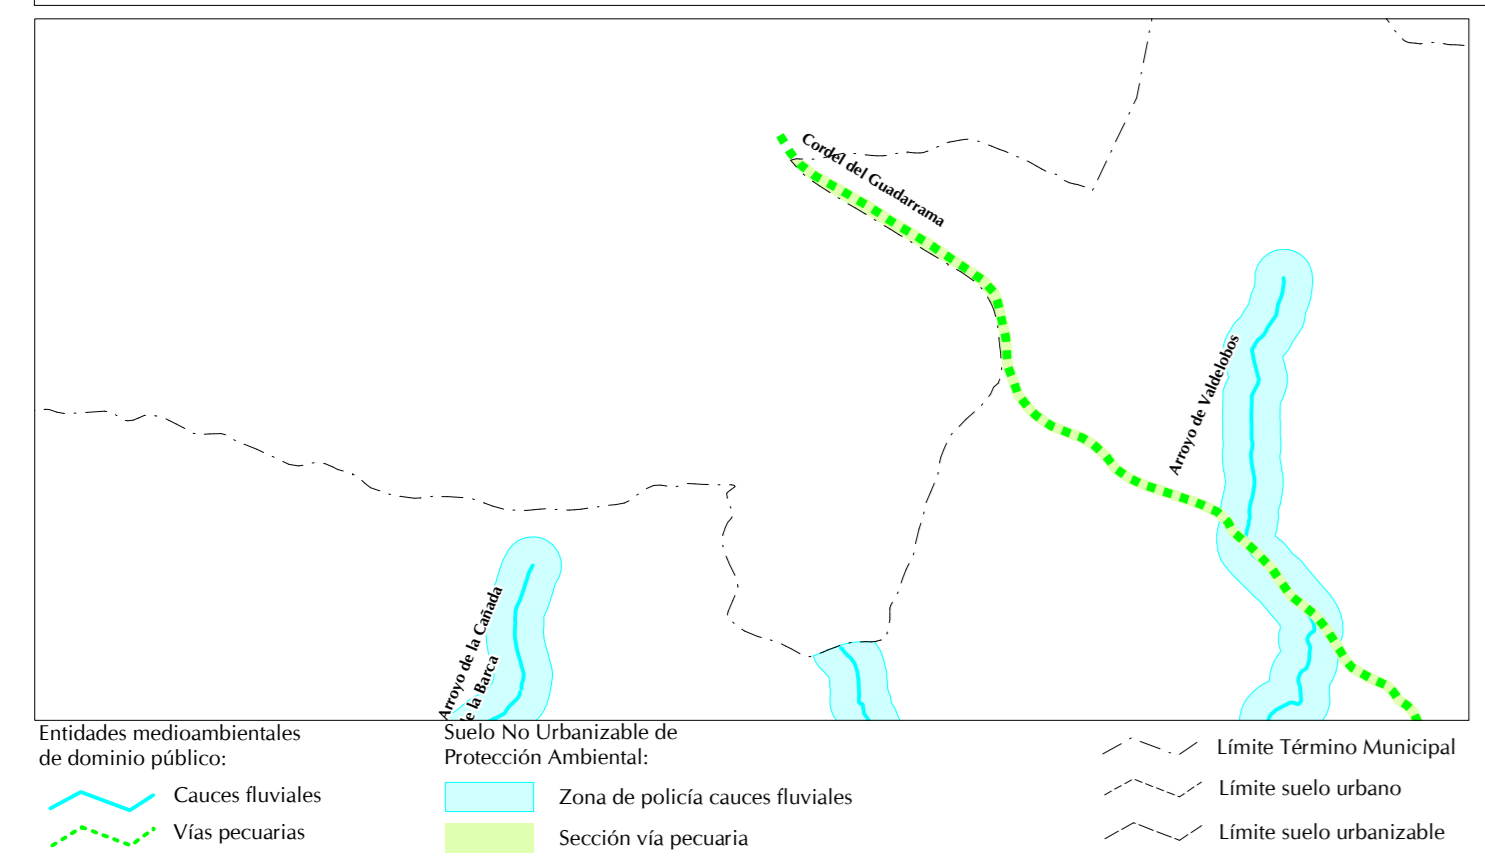 Cordel del Guadarrama
Arroyo de Valdelobos
Arroyo de la Cañada
de la Barca
Entidades medioambientales
de dominio público:
Cauces fluviales
Vías pecuarias
Suelo No Urbanizable de
Protección Ambiental:
Zona de policía cauces fluviales
Sección vía pecuaria
Límite Término Municipal
Límite suelo urbano
Límite suelo urbanizable